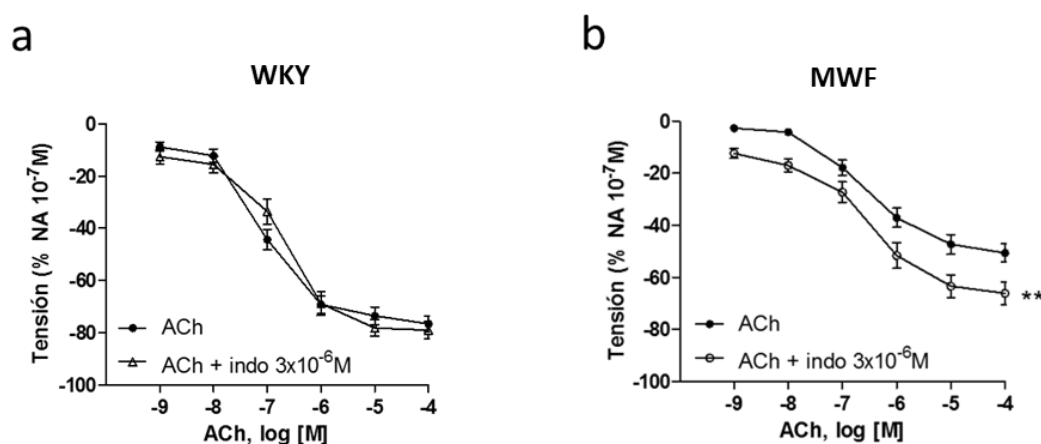 a
WKY
Tensión (% NA 10⁻⁷M)
0
-20
-40
-60
-80
-100
ACh
ACh + indo 3x10⁻⁶M
-9 -8 -7 -6 -5 -4
ACh, log [M]
b
MWF
Tensión (% NA 10⁻⁷M)
0
-20
-40
-60
-80
-100
**
ACh
ACh + indo 3x10⁻⁶M
-9 -8 -7 -6 -5 -4
ACh, log [M]